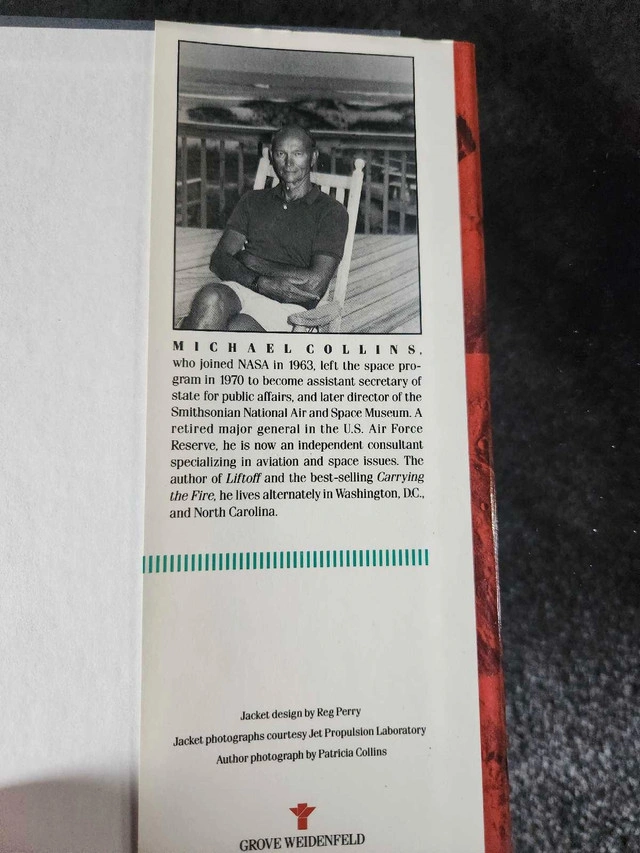 MICHAEL COLLINS,
who joined NASA in 1963, left the space pro-
gram in 1970 to become assistant secretary of
state for public affairs, and later director of the
Smithsonian National Air and Space Museum. A
retired major general in the U.S. Air Force
Reserve, he is now an independent consultant
specializing in aviation and space issues. The
author of Liftoff and the best-selling Carrying
the Fire, he lives alternately in Washington, D.C.,
and North Carolina.
Jacket design by Reg Perry
Jacket photographs courtesy Jet Propulsion Laboratory
Author photograph by Patricia Collins
GROVE WEIDENFELD